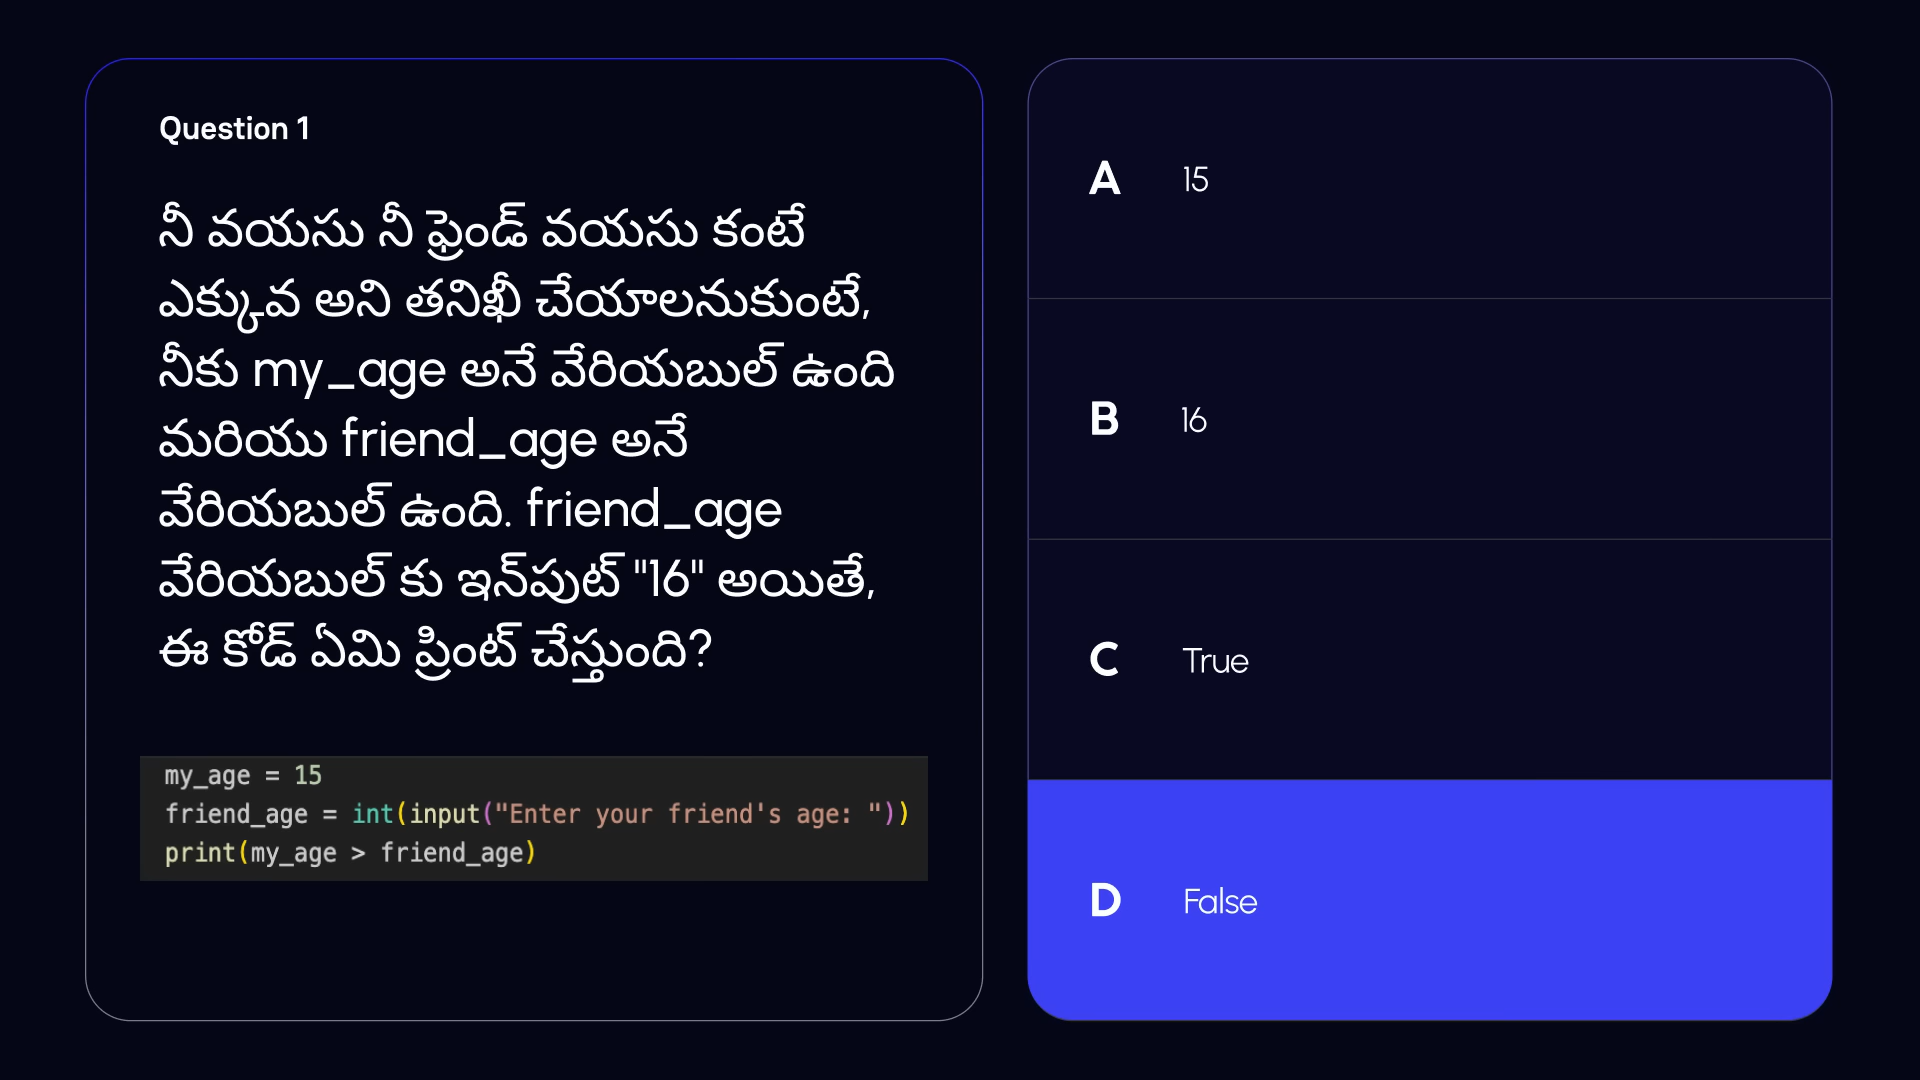 Question 1
నీ వయసు నీ ఫ్రెండ్ వయసు కంటే
ఎక్కువ అని తనిఖీ చేయాలనుకుంటే,
నీకు my_age అనే వేరియబుల్ ఉంది
మరియు friend_age అనే
వేరియబుల్ ఉంది. friend_age
వేరియబుల్ కు ఇన్‌పుట్ "16" అయితే,
ఈ కోడ్ ఏమి ప్రింట్ చేస్తుంది?
my_age = 15
friend_age = int(input("Enter your friend's age: "))
print(my_age > friend_age)
A 15
B 16
C True
D False